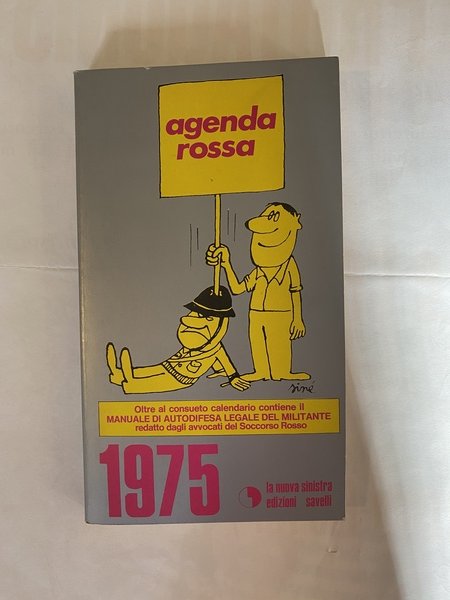 agenda
rossa
siné
Oltre al consueto calendario contiene il
MANUALE DI AUTODIFESA LEGALE DEL MILITANTE
redatto dagli avvocati del Soccorso Rosso
1975
la nuova sinistra
edizioni savelli